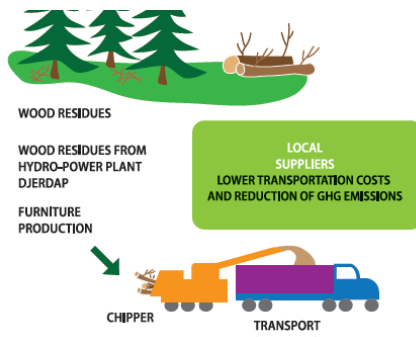 WOOD RESIDUES
WOOD RESIDUES FROM
HYDRO-POWER PLANT
DJERDAP
FURNITURE
PRODUCTION
LOCAL
SUPPLIERS
LOWER TRANSPORTATION COSTS
AND REDUCTION OF GHG EMISSIONS
CHIPPER
TRANSPORT